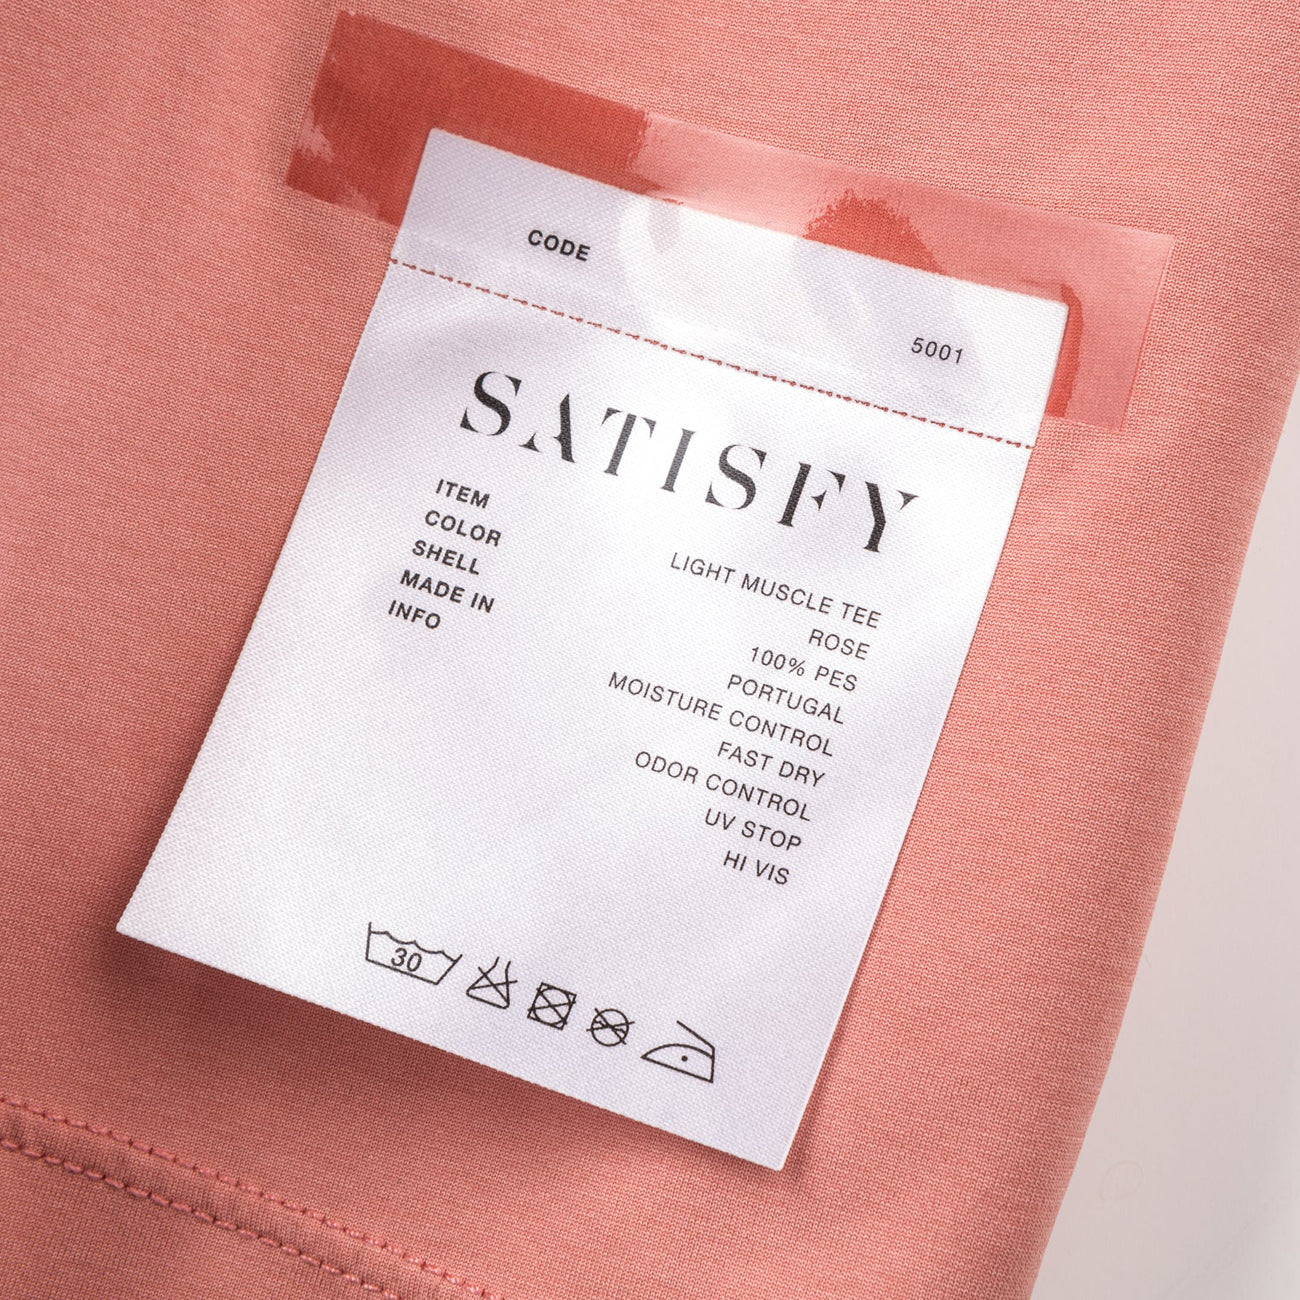 CODE
5001
SATISFY
ITEM LIGHT MUSCLE TEE
COLOR ROSE
SHELL 100% PES
MADE IN PORTUGAL
INFO MOISTURE CONTROL
FAST DRY
ODOR CONTROL
UV STOP
HI VIS
30